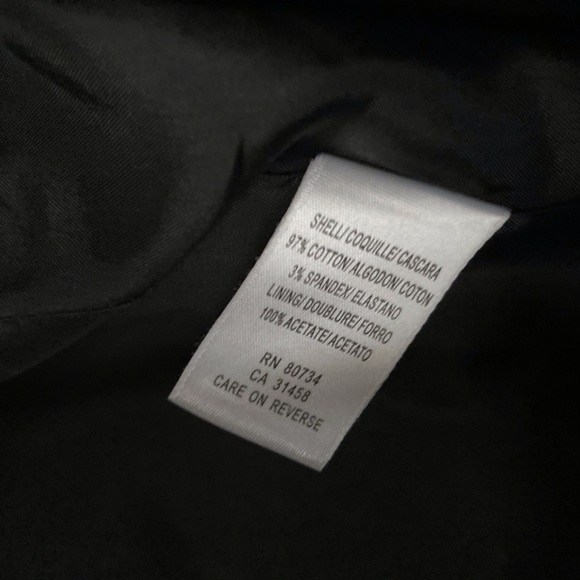 SHELL/COQUILLE/CASCARA
97% COTTON/ALGODON/COTON
3% SPANDEX/ELASTANO
LINING/DOUBLURE/FORRO
100% ACETATE/ACETATO
RN 80734
CA 31458
CARE ON REVERSE